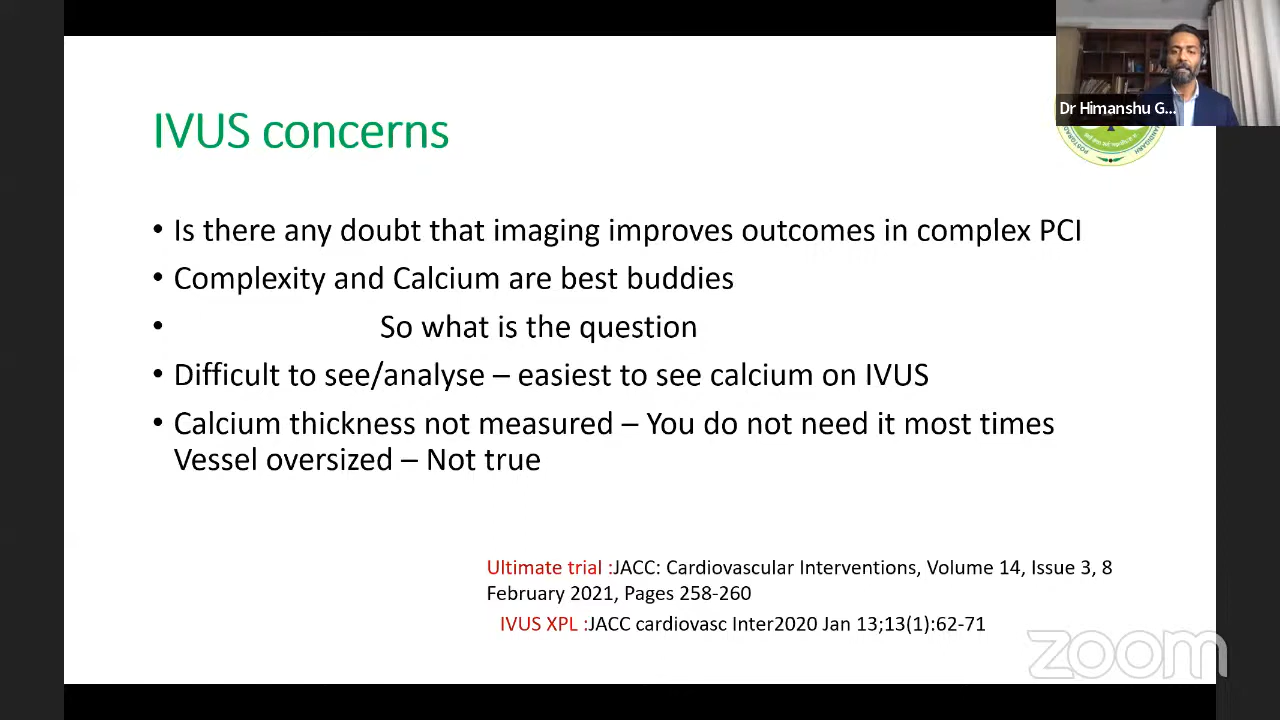 Dr Himanshu G...
IVUS concerns
POSTGRAD
CHANDIGARH
• Is there any doubt that imaging improves outcomes in complex PCI
• Complexity and Calcium are best buddies
• So what is the question
• Difficult to see/analyse – easiest to see calcium on IVUS
• Calcium thickness not measured – You do not need it most times
Vessel oversized – Not true
Ultimate trial :JACC: Cardiovascular Interventions, Volume 14, Issue 3, 8
February 2021, Pages 258-260
IVUS XPL :JACC cardiovasc Inter2020 Jan 13;13(1):62-71
zoom